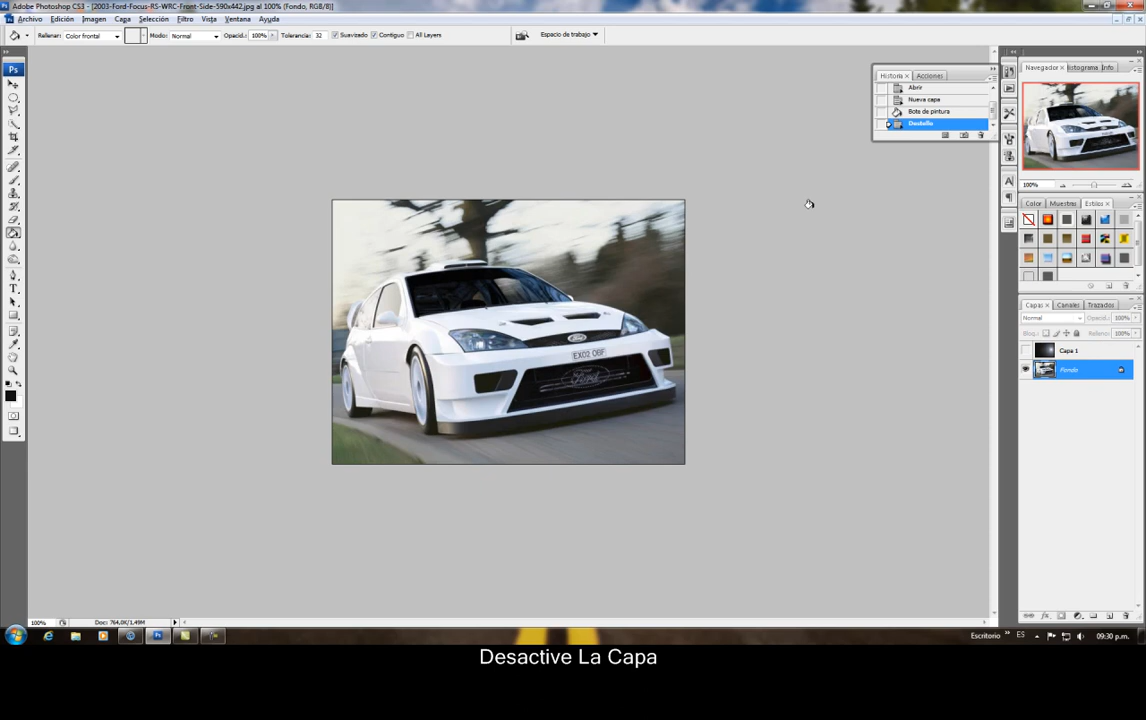 Adobe Photoshop CS3 - [2003-Ford-Focus-RS-WRC-Front-Side-590x442.jpg al 100% (Fondo, RGB/8)]
Archivo Edición Imagen Capa Selección Filtro Vista Ventana Ayuda
Rellenar: Color frontal Modo: Normal Opacid.: 100% Tolerancia: 32 Suavizado Contiguo All Layers Espacio de trabajo
Historia Acciones
Abrir
Nueva capa
Bote de pintura
Destello
Navegador Histograma Info
100%
Color Muestras Estilos
Capas Canales Trazados
Normal Opacid.: 100%
Bloq.: Relleno: 100%
Capa 1
Fondo
EX02 OBF
Ford
100% Doc: 764,0K/1,49M
Escritorio ES 09:30 p.m.
Desactive La Capa